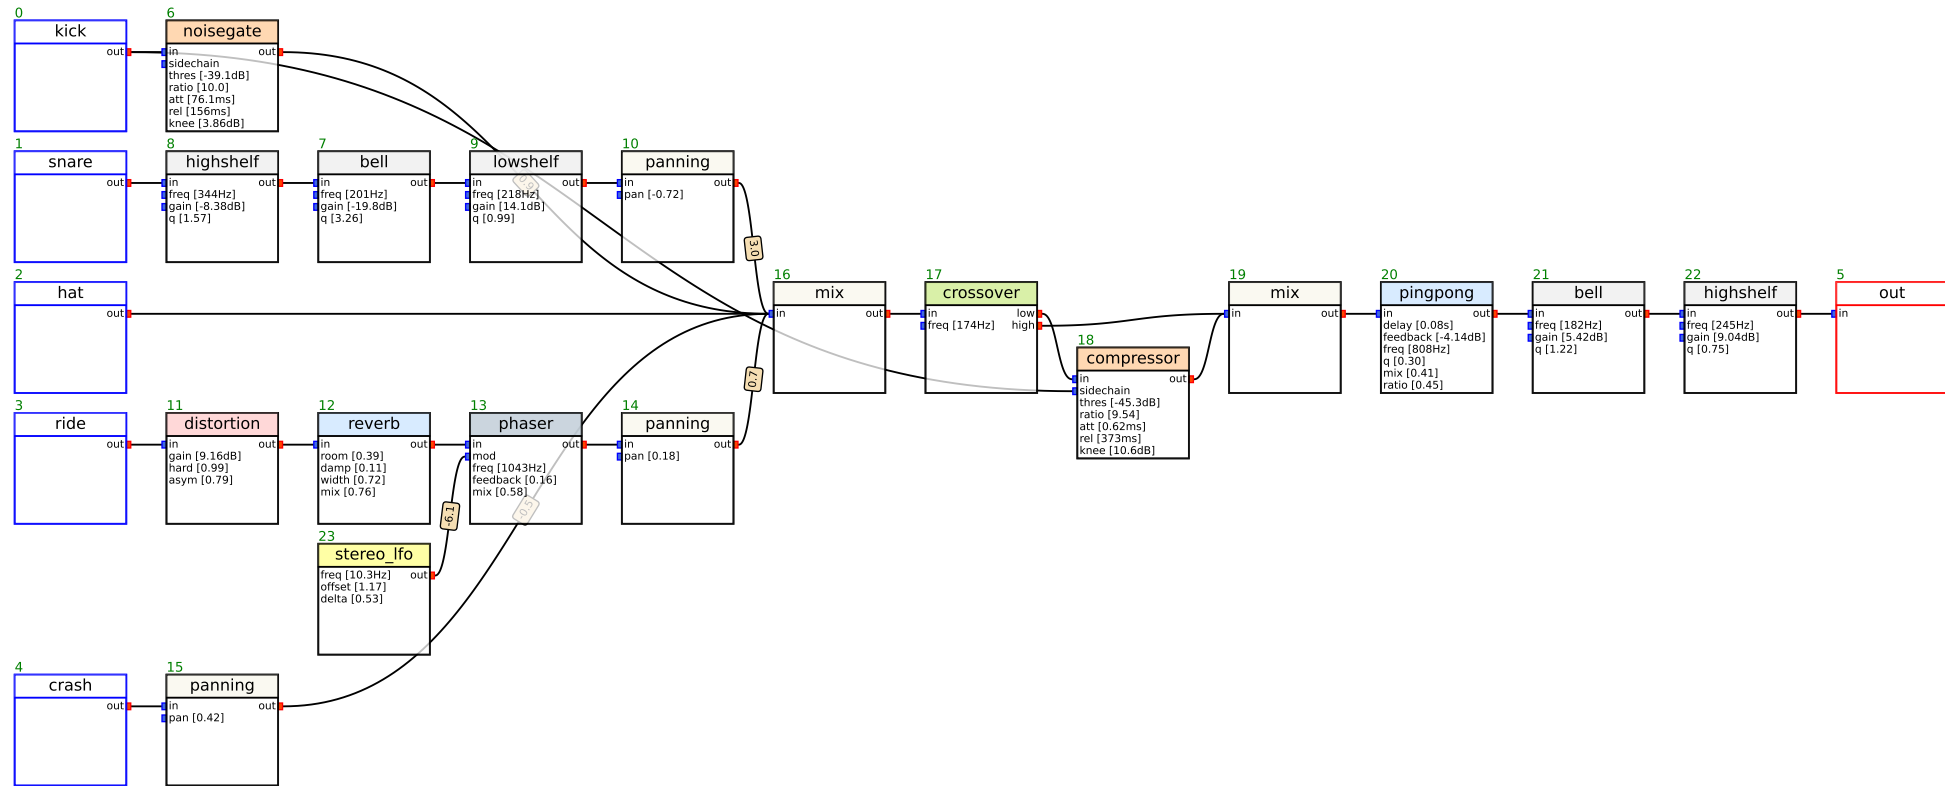 0
kick
out
6
noisegate
in out
sidechain
thres [-39.1dB]
ratio [10.0]
att [76.1ms]
rel [156ms]
knee [3.86dB]
1
snare
out
8
highshelf
in out
freq [344Hz]
gain [-8.38dB]
q [1.57]
7
bell
in out
freq [201Hz]
gain [-19.8dB]
q [3.26]
9
lowshelf
in out
freq [218Hz]
gain [14.1dB]
q [0.99]
10
panning
in out
pan [-0.72]
3.0
2
hat
out
16
mix
in out
17
crossover
in low
freq [174Hz] high
18
compressor
in out
sidechain
thres [-45.3dB]
ratio [9.54]
att [0.62ms]
rel [373ms]
knee [10.6dB]
19
mix
in out
20
pingpong
in out
delay [0.08s]
feedback [-4.14dB]
freq [808Hz]
q [0.30]
mix [0.41]
ratio [0.45]
21
bell
in out
freq [182Hz]
gain [5.42dB]
q [1.22]
22
highshelf
in out
freq [245Hz]
gain [9.04dB]
q [0.75]
5
out
in
3
ride
out
11
distortion
in out
gain [9.16dB]
hard [0.99]
asym [0.79]
12
reverb
in out
room [0.39]
damp [0.11]
width [0.72]
mix [0.76]
13
phaser
in out
mod
freq [1043Hz]
feedback [0.16]
mix [0.58]
-0.5
14
panning
in out
pan [0.18]
0.7
23
stereo_lfo
freq [10.3Hz] out
offset [1.17]
delta [0.53]
-6.1
4
crash
out
15
panning
in out
pan [0.42]